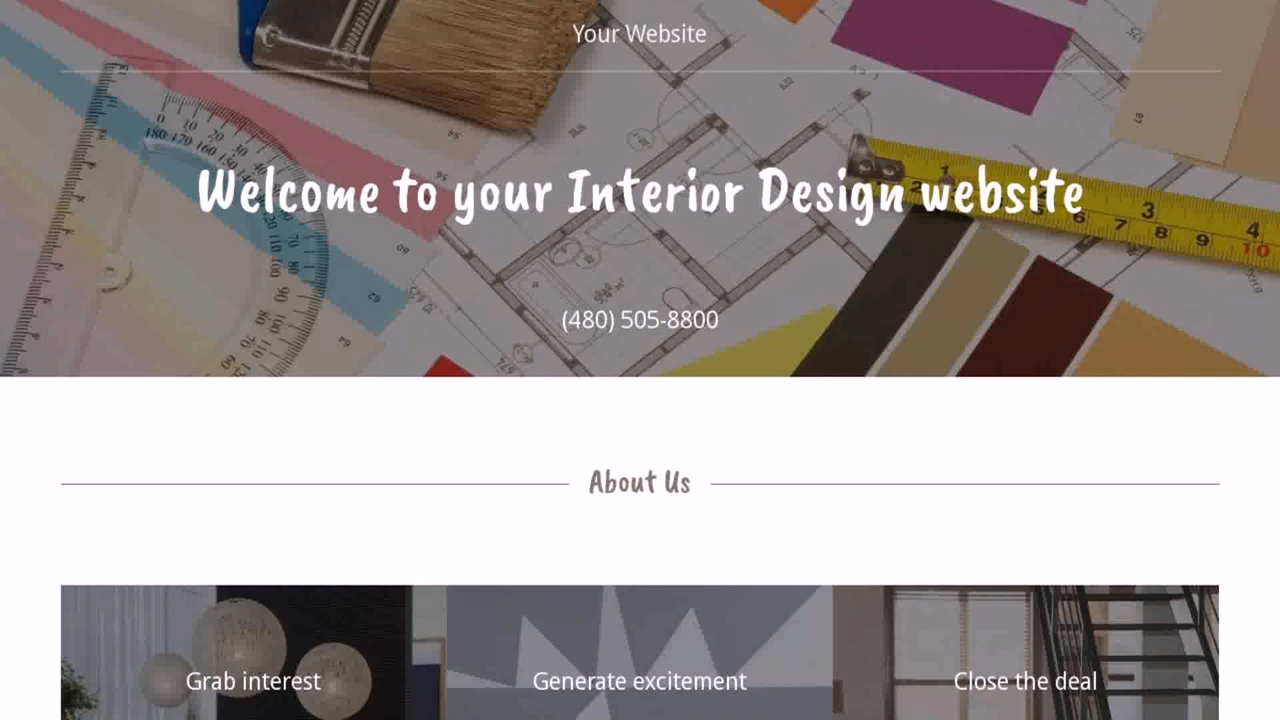 Your Website
Welcome to your Interior Design website
(480) 505-8800
About Us
Grab interest
Generate excitement
Close the deal